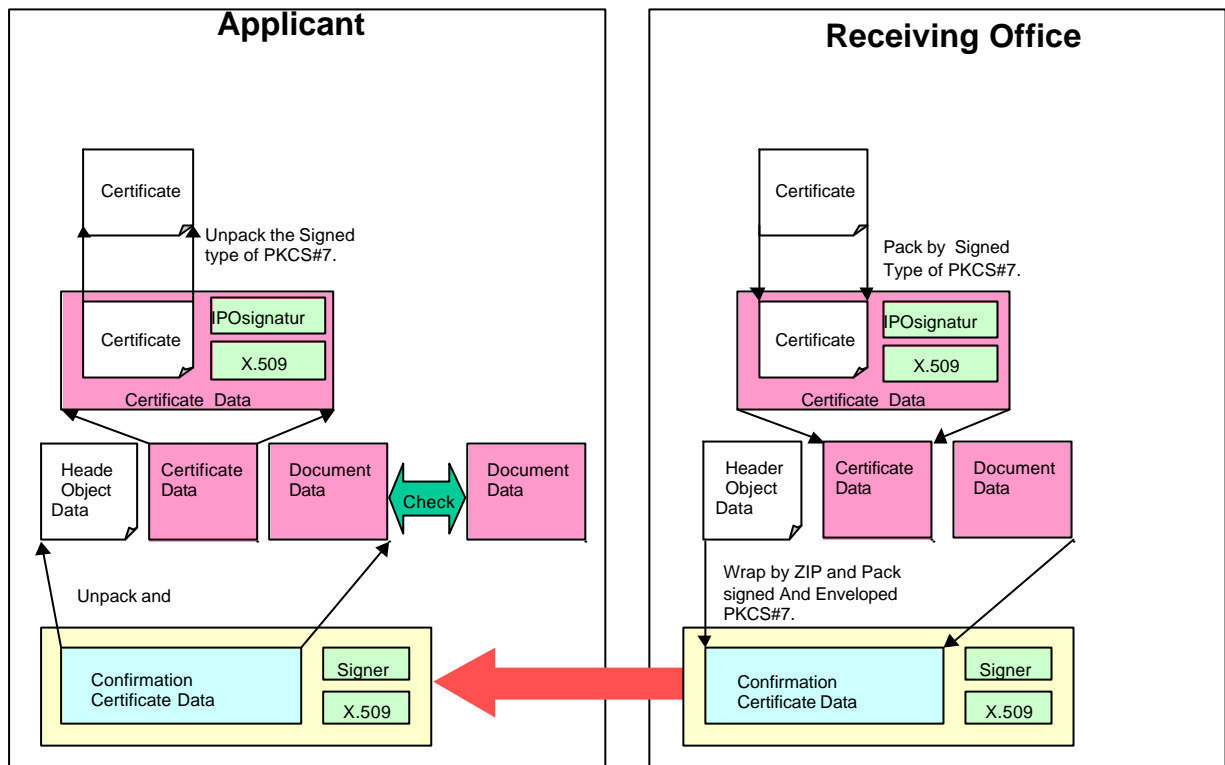 Applicant
Certificate
Unpack the Signed
type of PKCS#7.
Certificate
IPOsignatur
X.509
Certificate Data
Heade
Object
Data
Certificate
Data
Document
Data
Check
Document
Data
Unpack and
Confirmation
Certificate Data
Signer
X.509
Receiving Office
Certificate
Pack by Signed
Type of PKCS#7.
Certificate
IPOsignatur
X.509
Certificate Data
Header
Object
Data
Certificate
Data
Document
Data
Wrap by ZIP and Pack
signed And Enveloped
PKCS#7.
Confirmation
Certificate Data
Signer
X.509